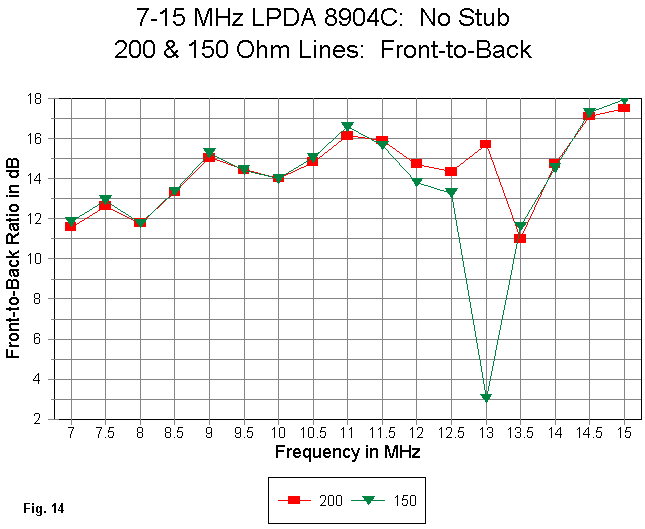 7-15 MHz LPDA 8904C:  No Stub
200 & 150 Ohm Lines:  Front-to-Back
Front-to-Back Ratio in dB
18
16
14
12
10
8
6
4
2
7 7.5 8 8.5 9 9.5 10 10.5 11 11.5 12 12.5 13 13.5 14 14.5 15
Frequency in MHz
200 150
Fig. 14